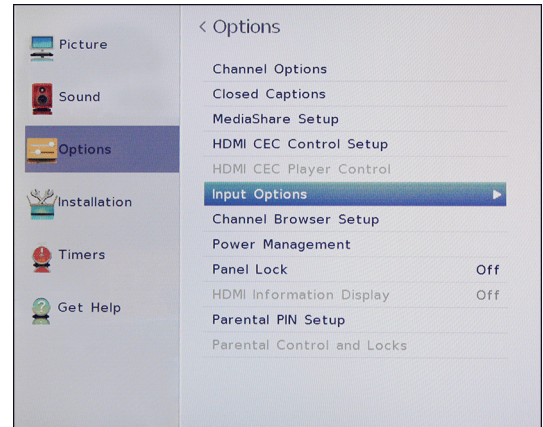 Picture
Sound
Options
Installation
Timers
Get Help
< Options
Channel Options
Closed Captions
MediaShare Setup
HDMI CEC Control Setup
HDMI CEC Player Control
Input Options
Channel Browser Setup
Power Management
Panel Lock Off
HDMI Information Display Off
Parental PIN Setup
Parental Control and Locks